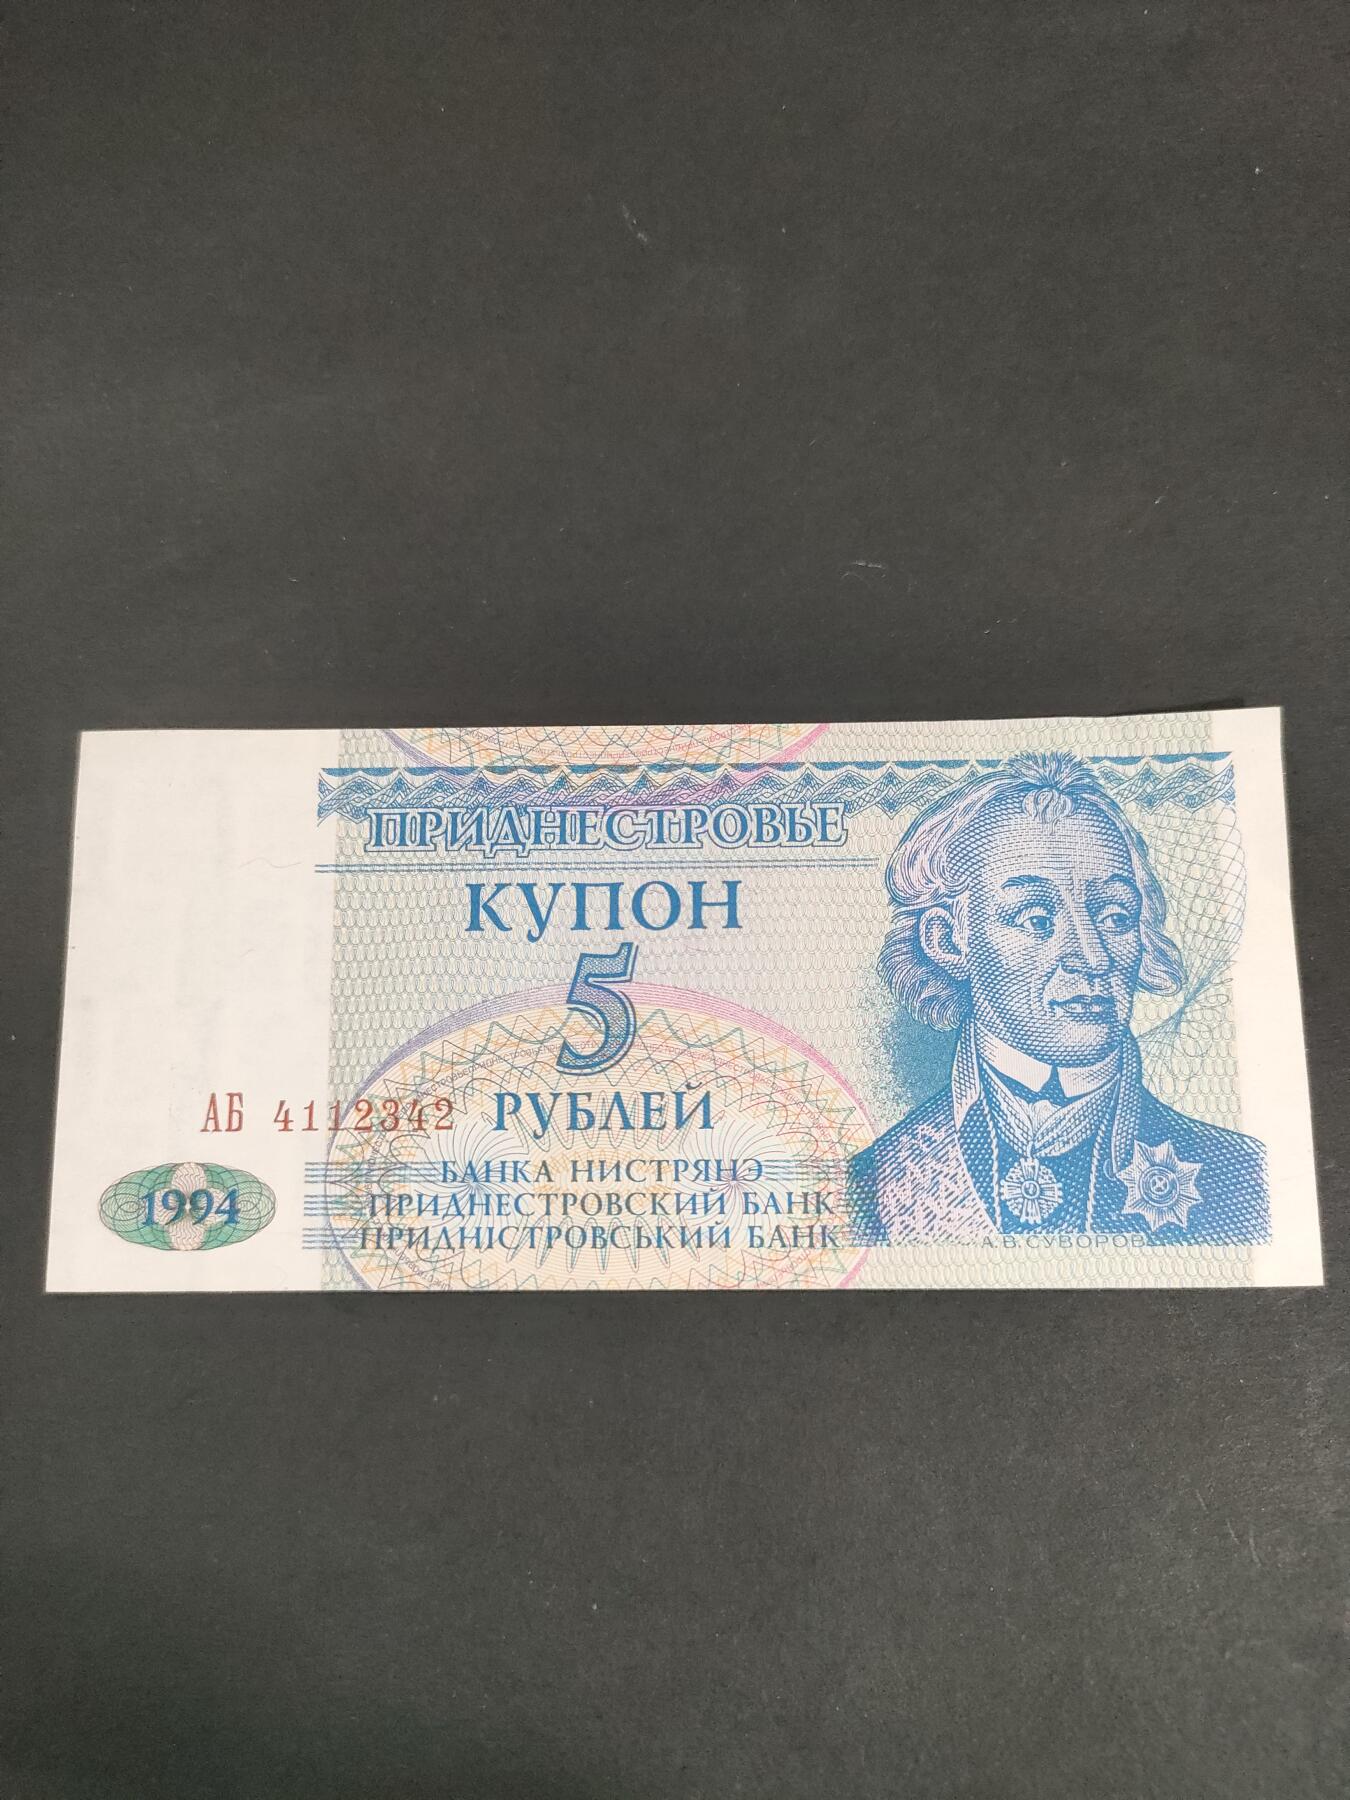 ПРИДНЕСТРОВЬЕ
КУПОН
5
РУБЛЕЙ
АБ 4112342
БАНКА НИСТРЯНЭ
ПРИДНЕСТРОВСКИЙ БАНК
ПРИДНІСТРОВСЬКИЙ БАНК
1994
А.В.СУВОРОВ